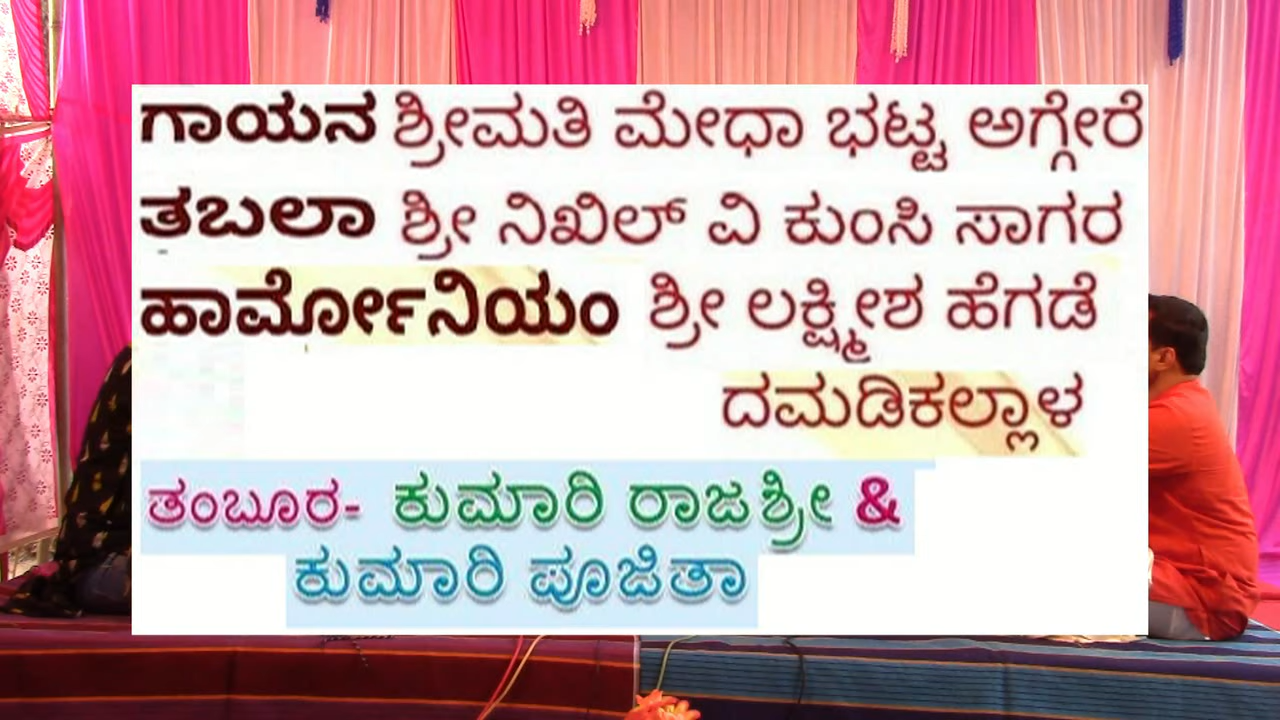 ಗಾಯನ ಶ್ರೀಮತಿ ಮೇಧಾ ಭಟ್ಟ ಅಗ್ಗೇರೆ
ತಬಲಾ ಶ್ರೀ ನಿಖಿಲ್ ವಿ ಕುಂಸಿ ಸಾಗರ
ಹಾರ್ಮೋನಿಯಂ ಶ್ರೀ ಲಕ್ಷ್ಮೀಶ ಹೆಗಡೆ
ದಮಡಿಕಲ್ಲಾಳ
ತಂಬೂರ- ಕುಮಾರಿ ರಾಜಶ್ರೀ &
ಕುಮಾರಿ ಪೂಜಿತಾ